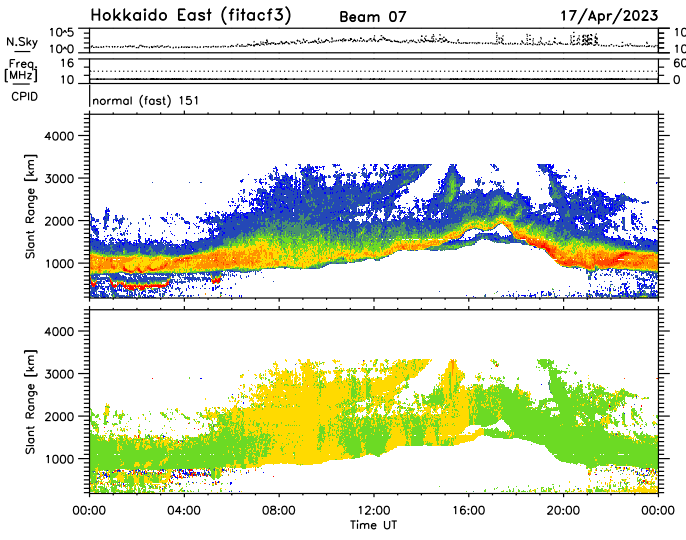 Hokkaido East (fitacf3) Beam 07 17/Apr/2023
N.Sky 10^5 10^0 10 10
Freq. [MHz] 16 10 60 0
CPID normal (fast) 151
Slant Range [km] 4000 3000 2000 1000
Slant Range [km] 4000 3000 2000 1000
00:00 04:00 08:00 12:00 16:00 20:00 00:00
Time UT